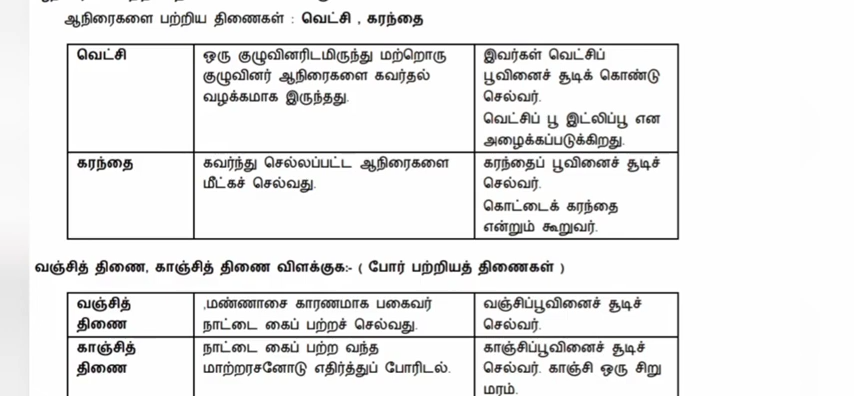 ஆநிரைகளை பற்றிய திணைகள் : வெட்சி , கரந்தை
வெட்சி
ஒரு குழுவினரிடமிருந்து மற்றொரு
குழுவினர் ஆநிரைகளை கவர்தல்
வழக்கமாக இருந்தது.
இவர்கள் வெட்சிப்
பூவினைச் சூடிக் கொண்டு
செல்வர்.
வெட்சிப் பூ இட்லிப்பூ என
அழைக்கப்படுக்கிறது.
கரந்தை
கவர்ந்து செல்லப்பட்ட ஆநிரைகளை
மீட்கச் செல்வது.
கரந்தைப் பூவினைச் சூடிச்
செல்வர்.
கொட்டைக் கரந்தை
என்றும் கூறுவர்.
வஞ்சித் திணை, காஞ்சித் திணை விளக்குக:- ( போர் பற்றியத் திணைகள் )
வஞ்சித்
திணை
,மண்ணாசை காரணமாக பகைவர்
நாட்டை கைப் பற்றச் செல்வது.
வஞ்சிப்பூவினைச் சூடிச்
செல்வர்.
காஞ்சித்
திணை
நாட்டை கைப் பற்ற வந்த
மாற்றரசனோடு எதிர்த்துப் போரிடல்.
காஞ்சிப்பூவினைச் சூடிச்
செல்வர். காஞ்சி ஒரு சிறு
மரம்.